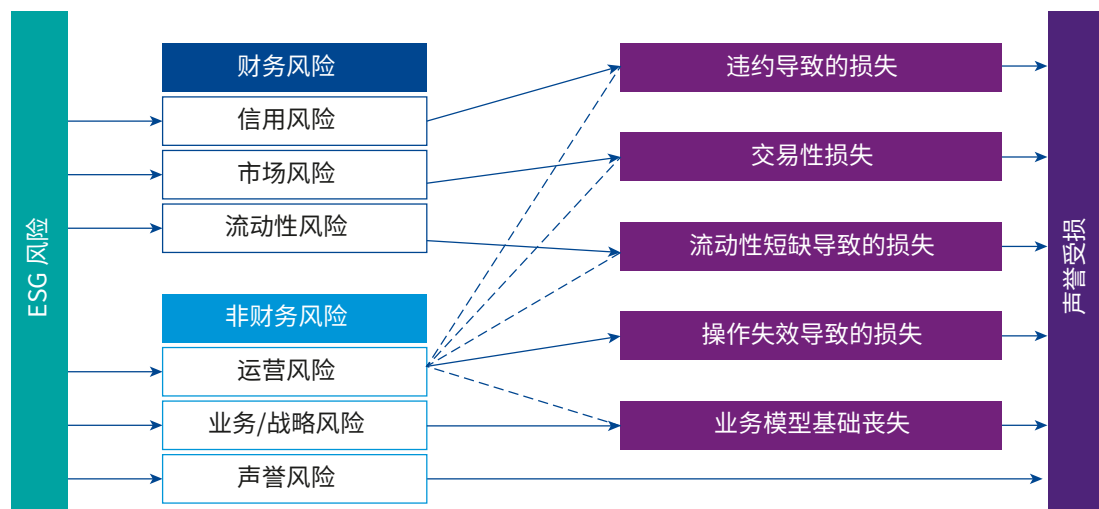 ESG 风险
财务风险
信用风险
市场风险
流动性风险
非财务风险
运营风险
业务/战略风险
声誉风险
违约导致的损失
交易性损失
流动性短缺导致的损失
操作失效导致的损失
业务模型基础丧失
声誉受损